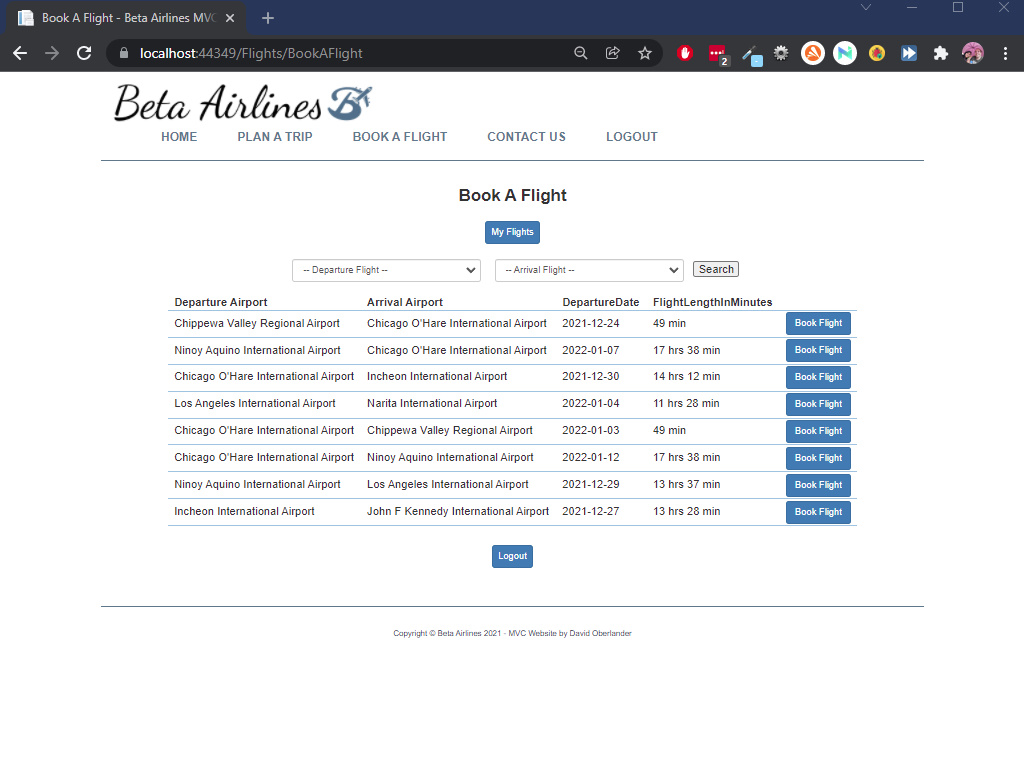 Book A Flight - Beta Airlines MVC
localhost:44349/Flights/BookAFlight
2
Beta Airlines B
HOME PLAN A TRIP BOOK A FLIGHT CONTACT US LOGOUT
Book A Flight
My Flights
-- Departure Flight -- -- Arrival Flight -- Search
Departure Airport Arrival Airport DepartureDate FlightLengthInMinutes
Chippewa Valley Regional Airport Chicago O'Hare International Airport 2021-12-24 49 min Book Flight
Ninoy Aquino International Airport Chicago O'Hare International Airport 2022-01-07 17 hrs 38 min Book Flight
Chicago O'Hare International Airport Incheon International Airport 2021-12-30 14 hrs 12 min Book Flight
Los Angeles International Airport Narita International Airport 2022-01-04 11 hrs 28 min Book Flight
Chicago O'Hare International Airport Chippewa Valley Regional Airport 2022-01-03 49 min Book Flight
Chicago O'Hare International Airport Ninoy Aquino International Airport 2022-01-12 17 hrs 38 min Book Flight
Ninoy Aquino International Airport Los Angeles International Airport 2021-12-29 13 hrs 37 min Book Flight
Incheon International Airport John F Kennedy International Airport 2021-12-27 13 hrs 28 min Book Flight
Logout
Copyright © Beta Airlines 2021 - MVC Website by David Oberlander